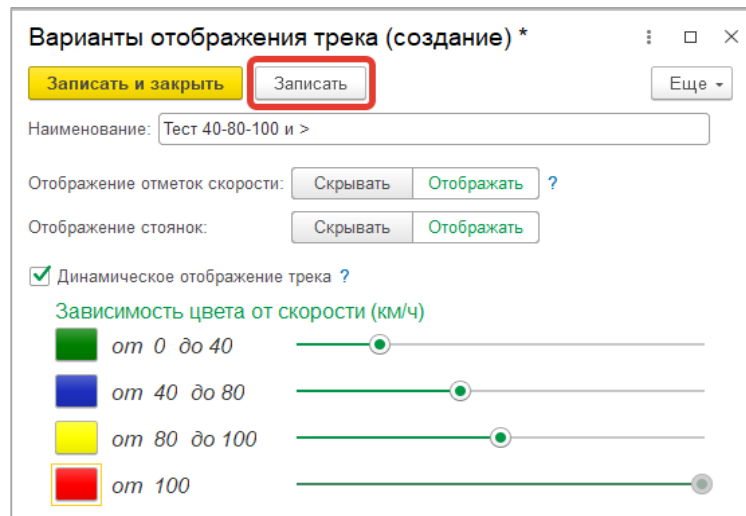 Варианты отображения трека (создание) *
Записать и закрыть Записать Еще
Наименование: Тест 40-80-100 и >
Отображение отметок скорости: Скрывать Отображать ?
Отображение стоянок: Скрывать Отображать
Динамическое отображение трека ?
Зависимость цвета от скорости (км/ч)
от 0 до 40
от 40 до 80
от 80 до 100
от 100